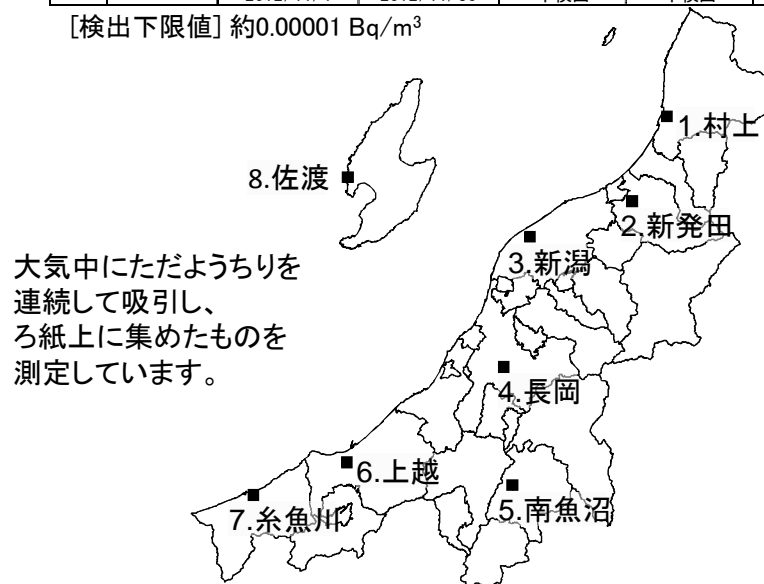 [検出下限値] 約0.00001 Bq/m³
1.村上
8.佐渡
2.新発田
3.新潟
大気中にただようちりを
連続して吸引し、
ろ紙上に集めたものを
測定しています。
4.長岡
6.上越
5.南魚沼
7.糸魚川